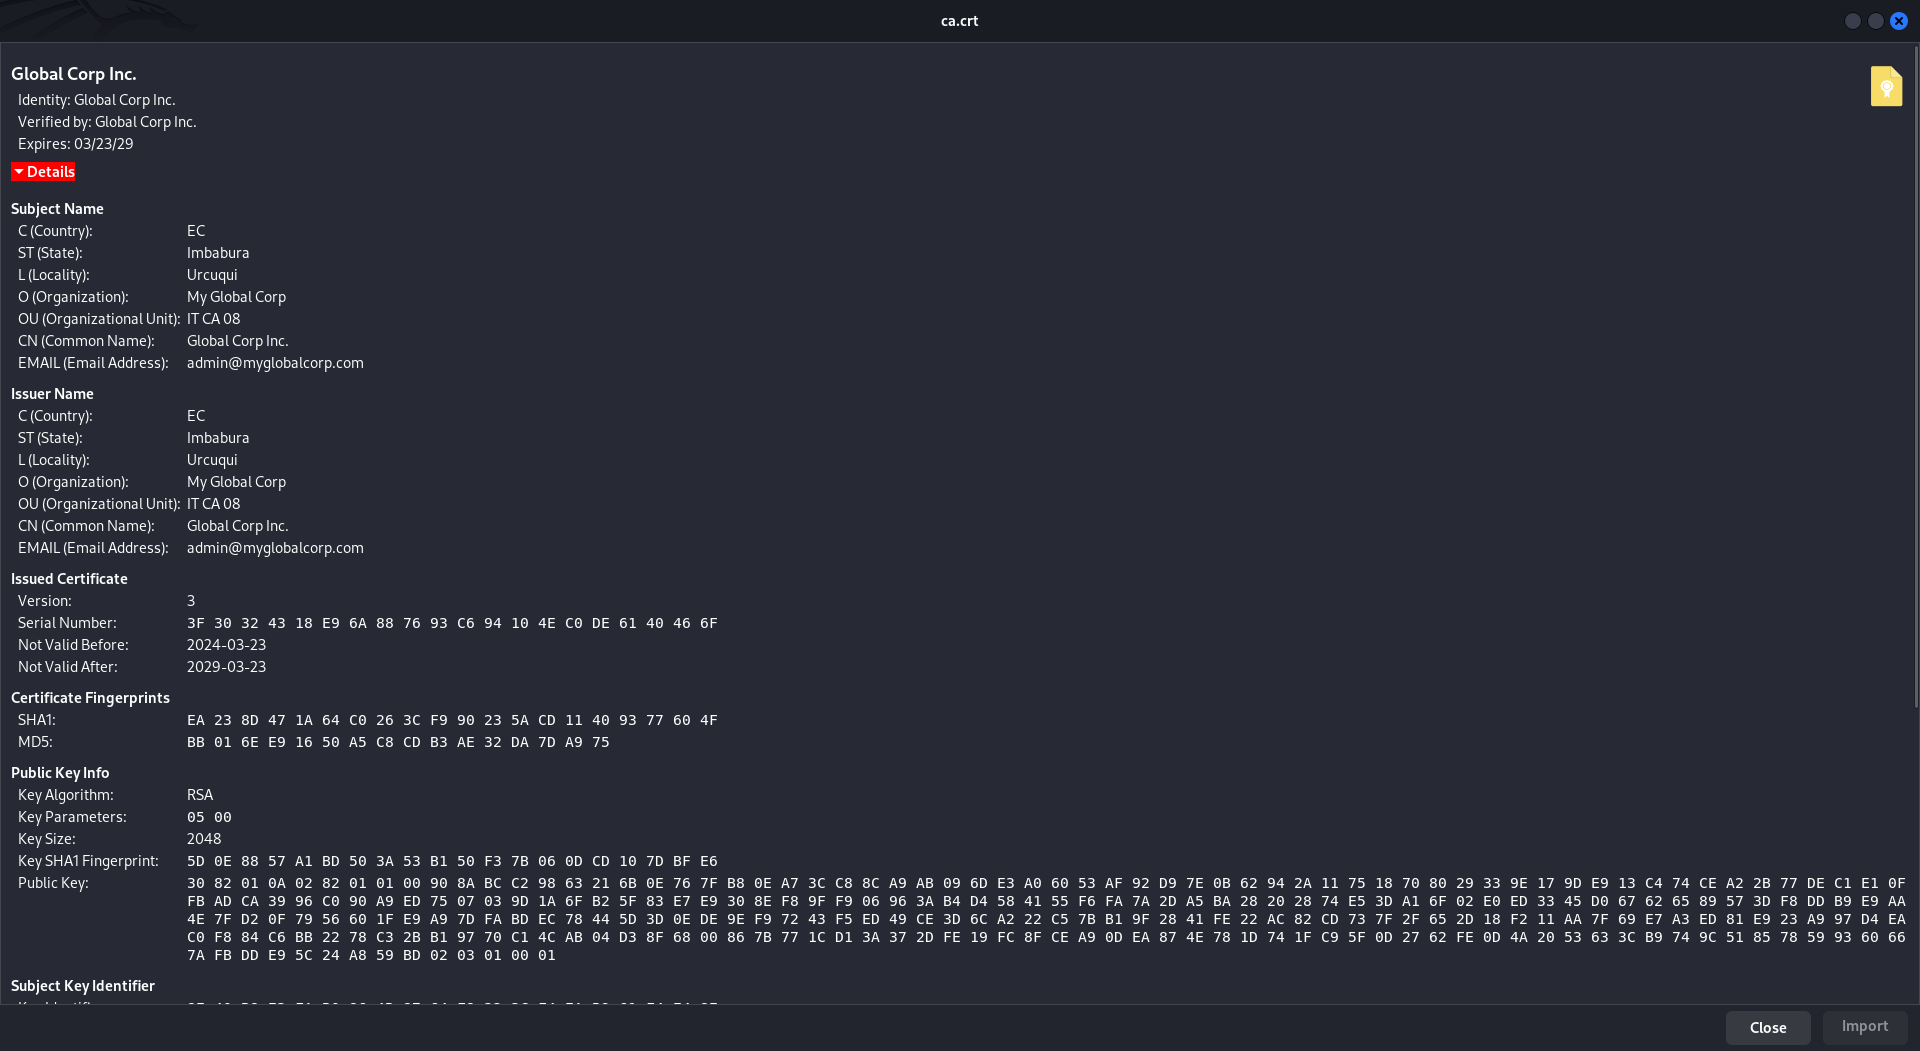 ca.crt
Global Corp Inc.
Identity: Global Corp Inc.
Verified by: Global Corp Inc.
Expires: 03/23/29
Details
Subject Name
C (Country): EC
ST (State): Imbabura
L (Locality): Urcuqui
O (Organization): My Global Corp
OU (Organizational Unit): IT CA 08
CN (Common Name): Global Corp Inc.
EMAIL (Email Address): admin@myglobalcorp.com
Issuer Name
C (Country): EC
ST (State): Imbabura
L (Locality): Urcuqui
O (Organization): My Global Corp
OU (Organizational Unit): IT CA 08
CN (Common Name): Global Corp Inc.
EMAIL (Email Address): admin@myglobalcorp.com
Issued Certificate
Version: 3
Serial Number: 3F 30 32 43 18 E9 6A 88 76 93 C6 94 10 4E C0 DE 61 40 46 6F
Not Valid Before: 2024-03-23
Not Valid After: 2029-03-23
Certificate Fingerprints
SHA1: EA 23 8D 47 1A 64 C0 26 3C F9 90 23 5A CD 11 40 93 77 60 4F
MD5: BB 01 6E E9 16 50 A5 C8 CD B3 AE 32 DA 7D A9 75
Public Key Info
Key Algorithm: RSA
Key Parameters: 05 00
Key Size: 2048
Key SHA1 Fingerprint: 5D 0E 88 57 A1 BD 50 3A 53 B1 50 F3 7B 06 0D CD 10 7D BF E6
Public Key: 30 82 01 0A 02 82 01 01 00 90 8A BC C2 98 63 21 6B 0E 76 7F B8 0E A7 3C C8 8C A9 AB 09 6D E3 A0 60 53 AF 92 D9 7E 0B 62 94 2A 11 75 18 70 80 29 33 9E 17 9D E9 13 C4 74 CE A2 2B 77 DE C1 E1 0F
FB AD CA 39 96 C0 90 A9 ED 75 07 03 9D 1A 6F B2 5F 83 E7 E9 30 8E F8 9F F9 06 96 3A B4 D4 58 41 55 F6 FA 7A 2D A5 BA 28 20 28 74 E5 3D A1 6F 02 E0 ED 33 45 D0 67 62 65 89 57 3D F8 DD B9 E9 AA
4E 7F D2 0F 79 56 60 1F E9 A9 7D FA BD EC 78 44 5D 3D 0E DE 9E F9 72 43 F5 ED 49 CE 3D 6C A2 22 C5 7B B1 9F 28 41 FE 22 AC 82 CD 73 7F 2F 65 2D 18 F2 11 AA 7F 69 E7 A3 ED 81 E9 23 A9 97 D4 EA
C0 F8 84 C6 BB 22 78 C3 2B B1 97 70 C1 4C AB 04 D3 8F 68 00 86 7B 77 1C D1 3A 37 2D FE 19 FC 8F CE A9 0D EA 87 4E 78 1D 74 1F C9 5F 0D 27 62 FE 0D 4A 20 53 63 3C B9 74 9C 51 85 78 59 93 60 66
7A FB DD E9 5C 24 A8 59 BD 02 03 01 00 01
Subject Key Identifier
Close
Import